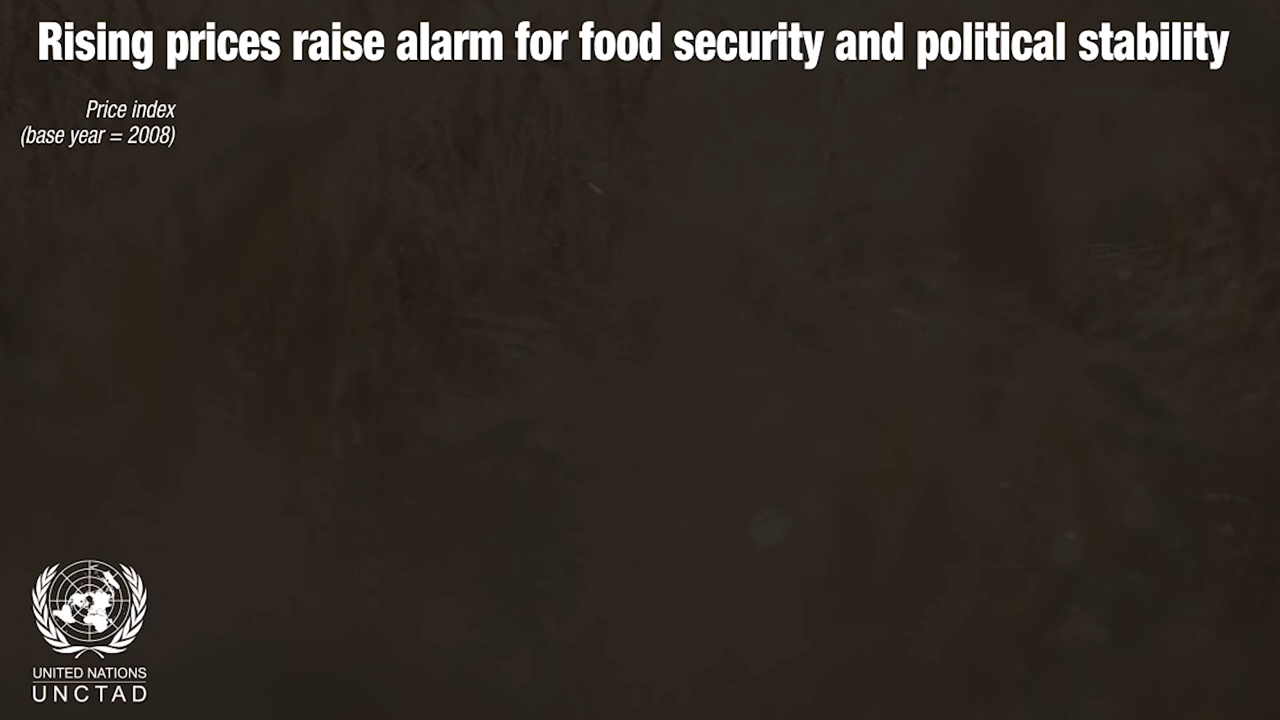 Rising prices raise alarm for food security and political stability
Price index
(base year = 2008)
UNITED NATIONS
UNCTAD